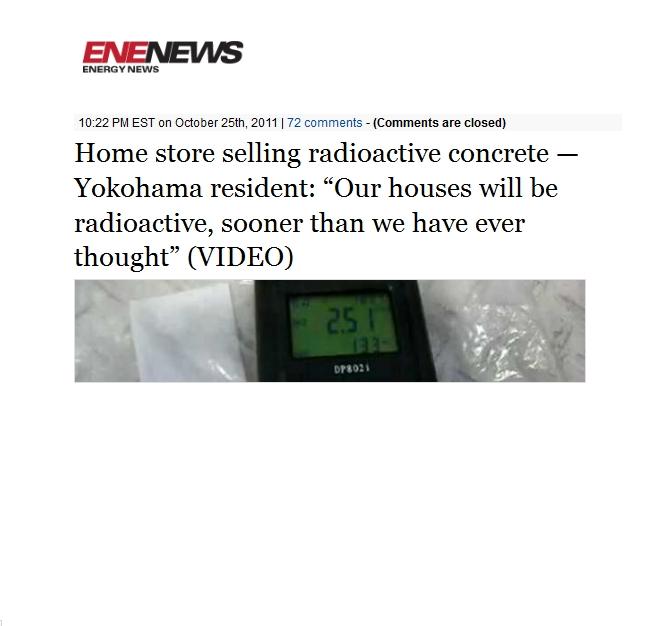 ENENEWS
ENERGY NEWS
10:22 PM EST on October 25th, 2011 | 72 comments - (Comments are closed)
Home store selling radioactive concrete —
Yokohama resident: “Our houses will be
radioactive, sooner than we have ever
thought” (VIDEO)
2.51
DP802i